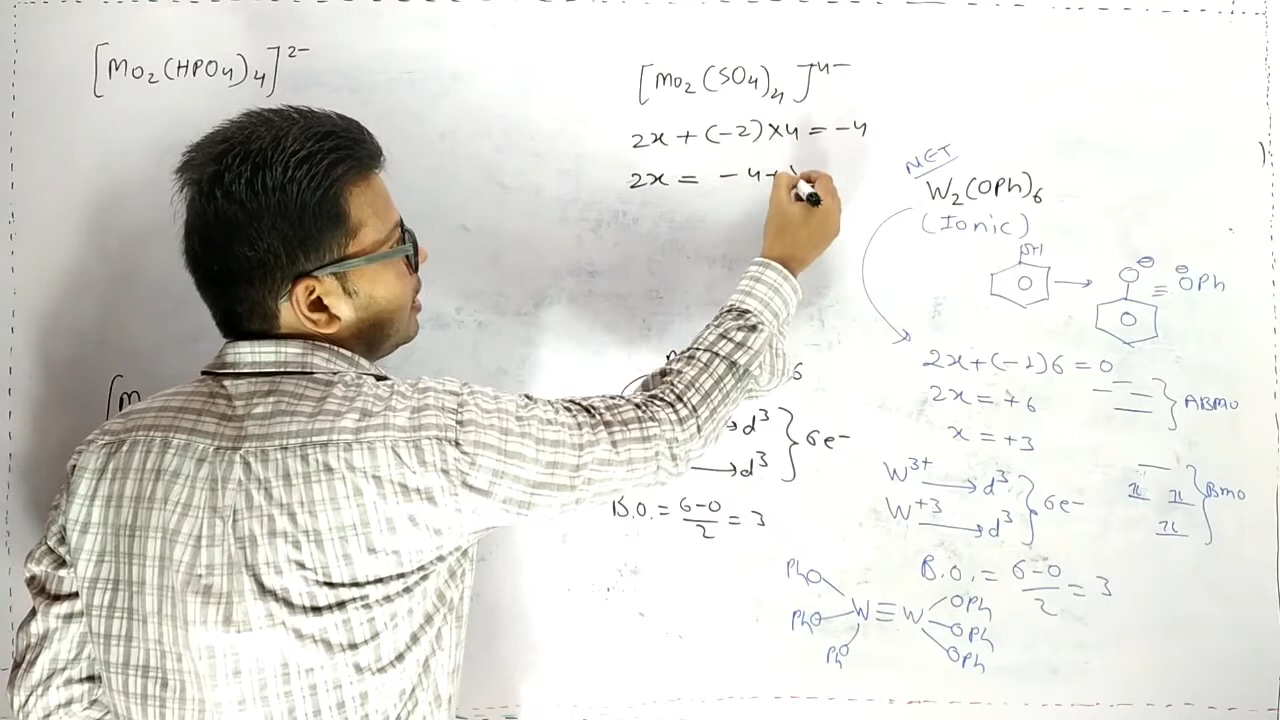 [Mo₂(HPO₄)₄]²⁻
[Mo₂(SO₄)₄]⁴⁻
2x + (-2)×4 = -4
2x = -4+
→d³ } 6e⁻
→d³
B.O. = 6-0/2 = 3
NET
W₂(OPh)₆
(Ionic)
→ O⊖ ≡ ⊖OPh
2x+(-1)6 = 0
2x = +6
x = +3
W³⁺ → d³ } 6e⁻
W⁺³ → d³
B.O. = 6-0/2 = 3
} ABMO
} BMO
PhO
PhO W≡W OPh
PhO OPh
OPh